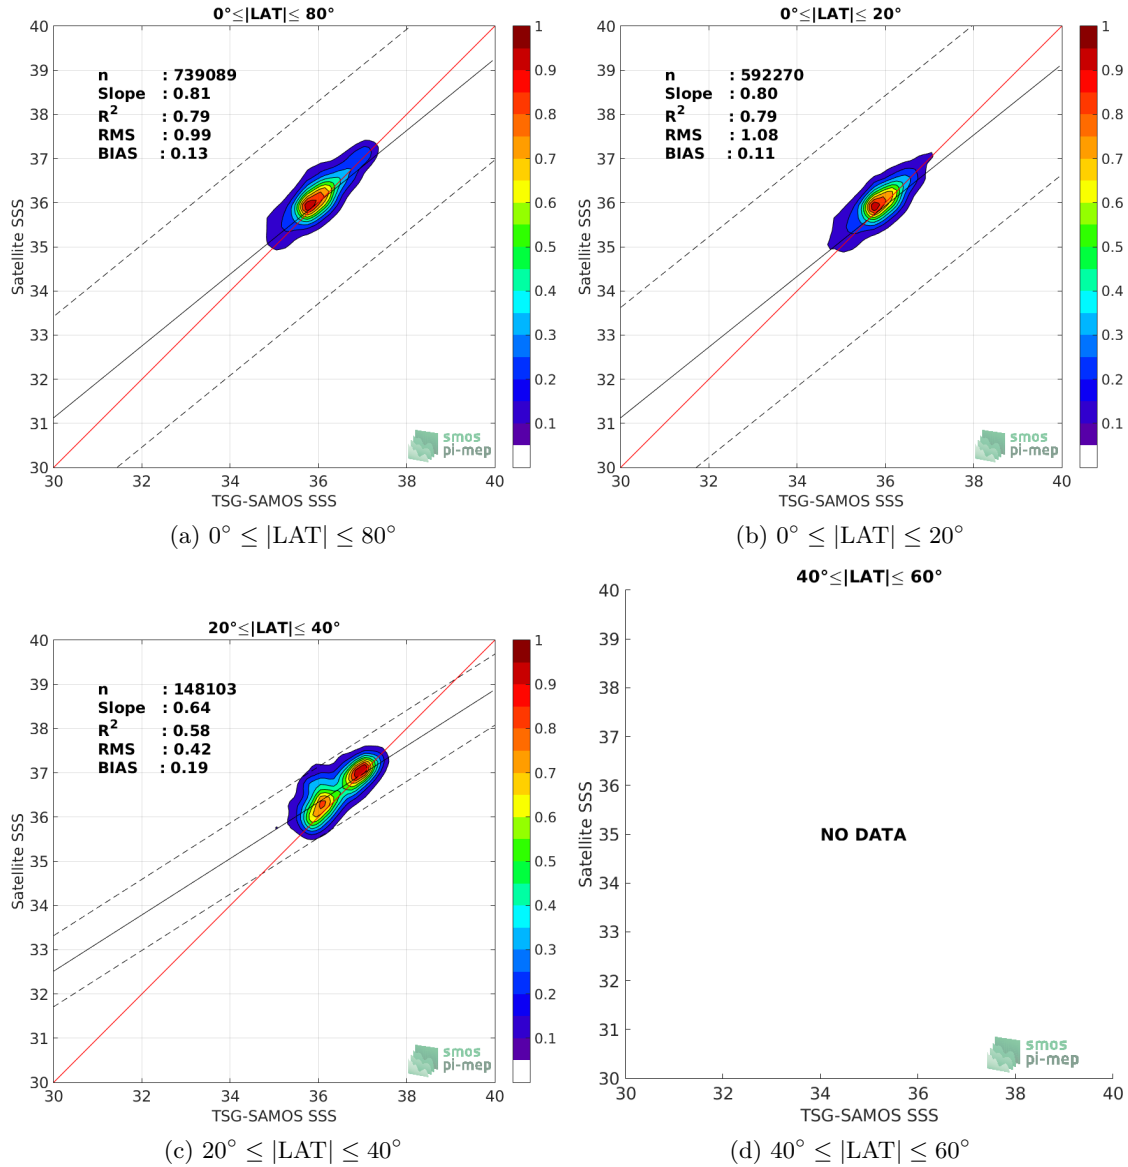 0°≤|LAT|≤ 80°
n : 739089
Slope : 0.81
R² : 0.79
RMS : 0.99
BIAS : 0.13
40
39
38
37
36
35
34
33
32
31
30
Satellite SSS
30 32 34 36 38 40
TSG-SAMOS SSS
1
0.9
0.8
0.7
0.6
0.5
0.4
0.3
0.2
0.1
smos
pi-mep
(a) 0° ≤ |LAT| ≤ 80°
0°≤|LAT|≤ 20°
n : 592270
Slope : 0.80
R² : 0.79
RMS : 1.08
BIAS : 0.11
40
39
38
37
36
35
34
33
32
31
30
Satellite SSS
30 32 34 36 38 40
TSG-SAMOS SSS
1
0.9
0.8
0.7
0.6
0.5
0.4
0.3
0.2
0.1
smos
pi-mep
(b) 0° ≤ |LAT| ≤ 20°
20°≤|LAT|≤ 40°
n : 148103
Slope : 0.64
R² : 0.58
RMS : 0.42
BIAS : 0.19
40
39
38
37
36
35
34
33
32
31
30
Satellite SSS
30 32 34 36 38 40
TSG-SAMOS SSS
1
0.9
0.8
0.7
0.6
0.5
0.4
0.3
0.2
0.1
smos
pi-mep
(c) 20° ≤ |LAT| ≤ 40°
40°≤|LAT|≤ 60°
40
39
38
37
36
35
34
33
32
31
30
Satellite SSS
NO DATA
30 32 34 36 38 40
TSG-SAMOS SSS
smos
pi-mep
(d) 40° ≤ |LAT| ≤ 60°